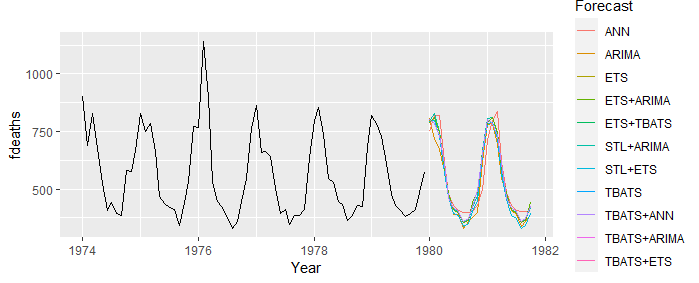 Forecast
ANN
ARIMA
ETS
ETS+ARIMA
ETS+TBATS
STL+ARIMA
STL+ETS
TBATS
TBATS+ANN
TBATS+ARIMA
TBATS+ETS
fdeaths
1000
750
500
1974
1976
1978
1980
1982
Year